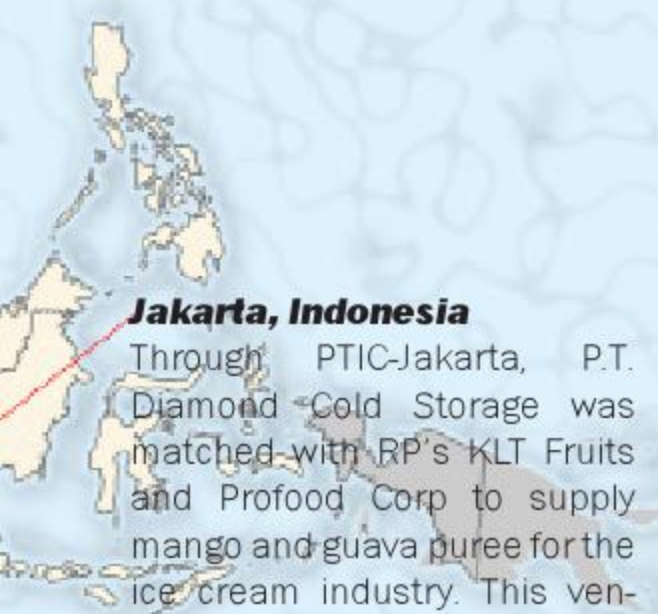 Jakarta, Indonesia
Through PTIC-Jakarta, P.T.
Diamond Cold Storage was
matched with RP's KLT Fruits
and Profood Corp to supply
mango and guava puree for the
ice cream industry. This ven-